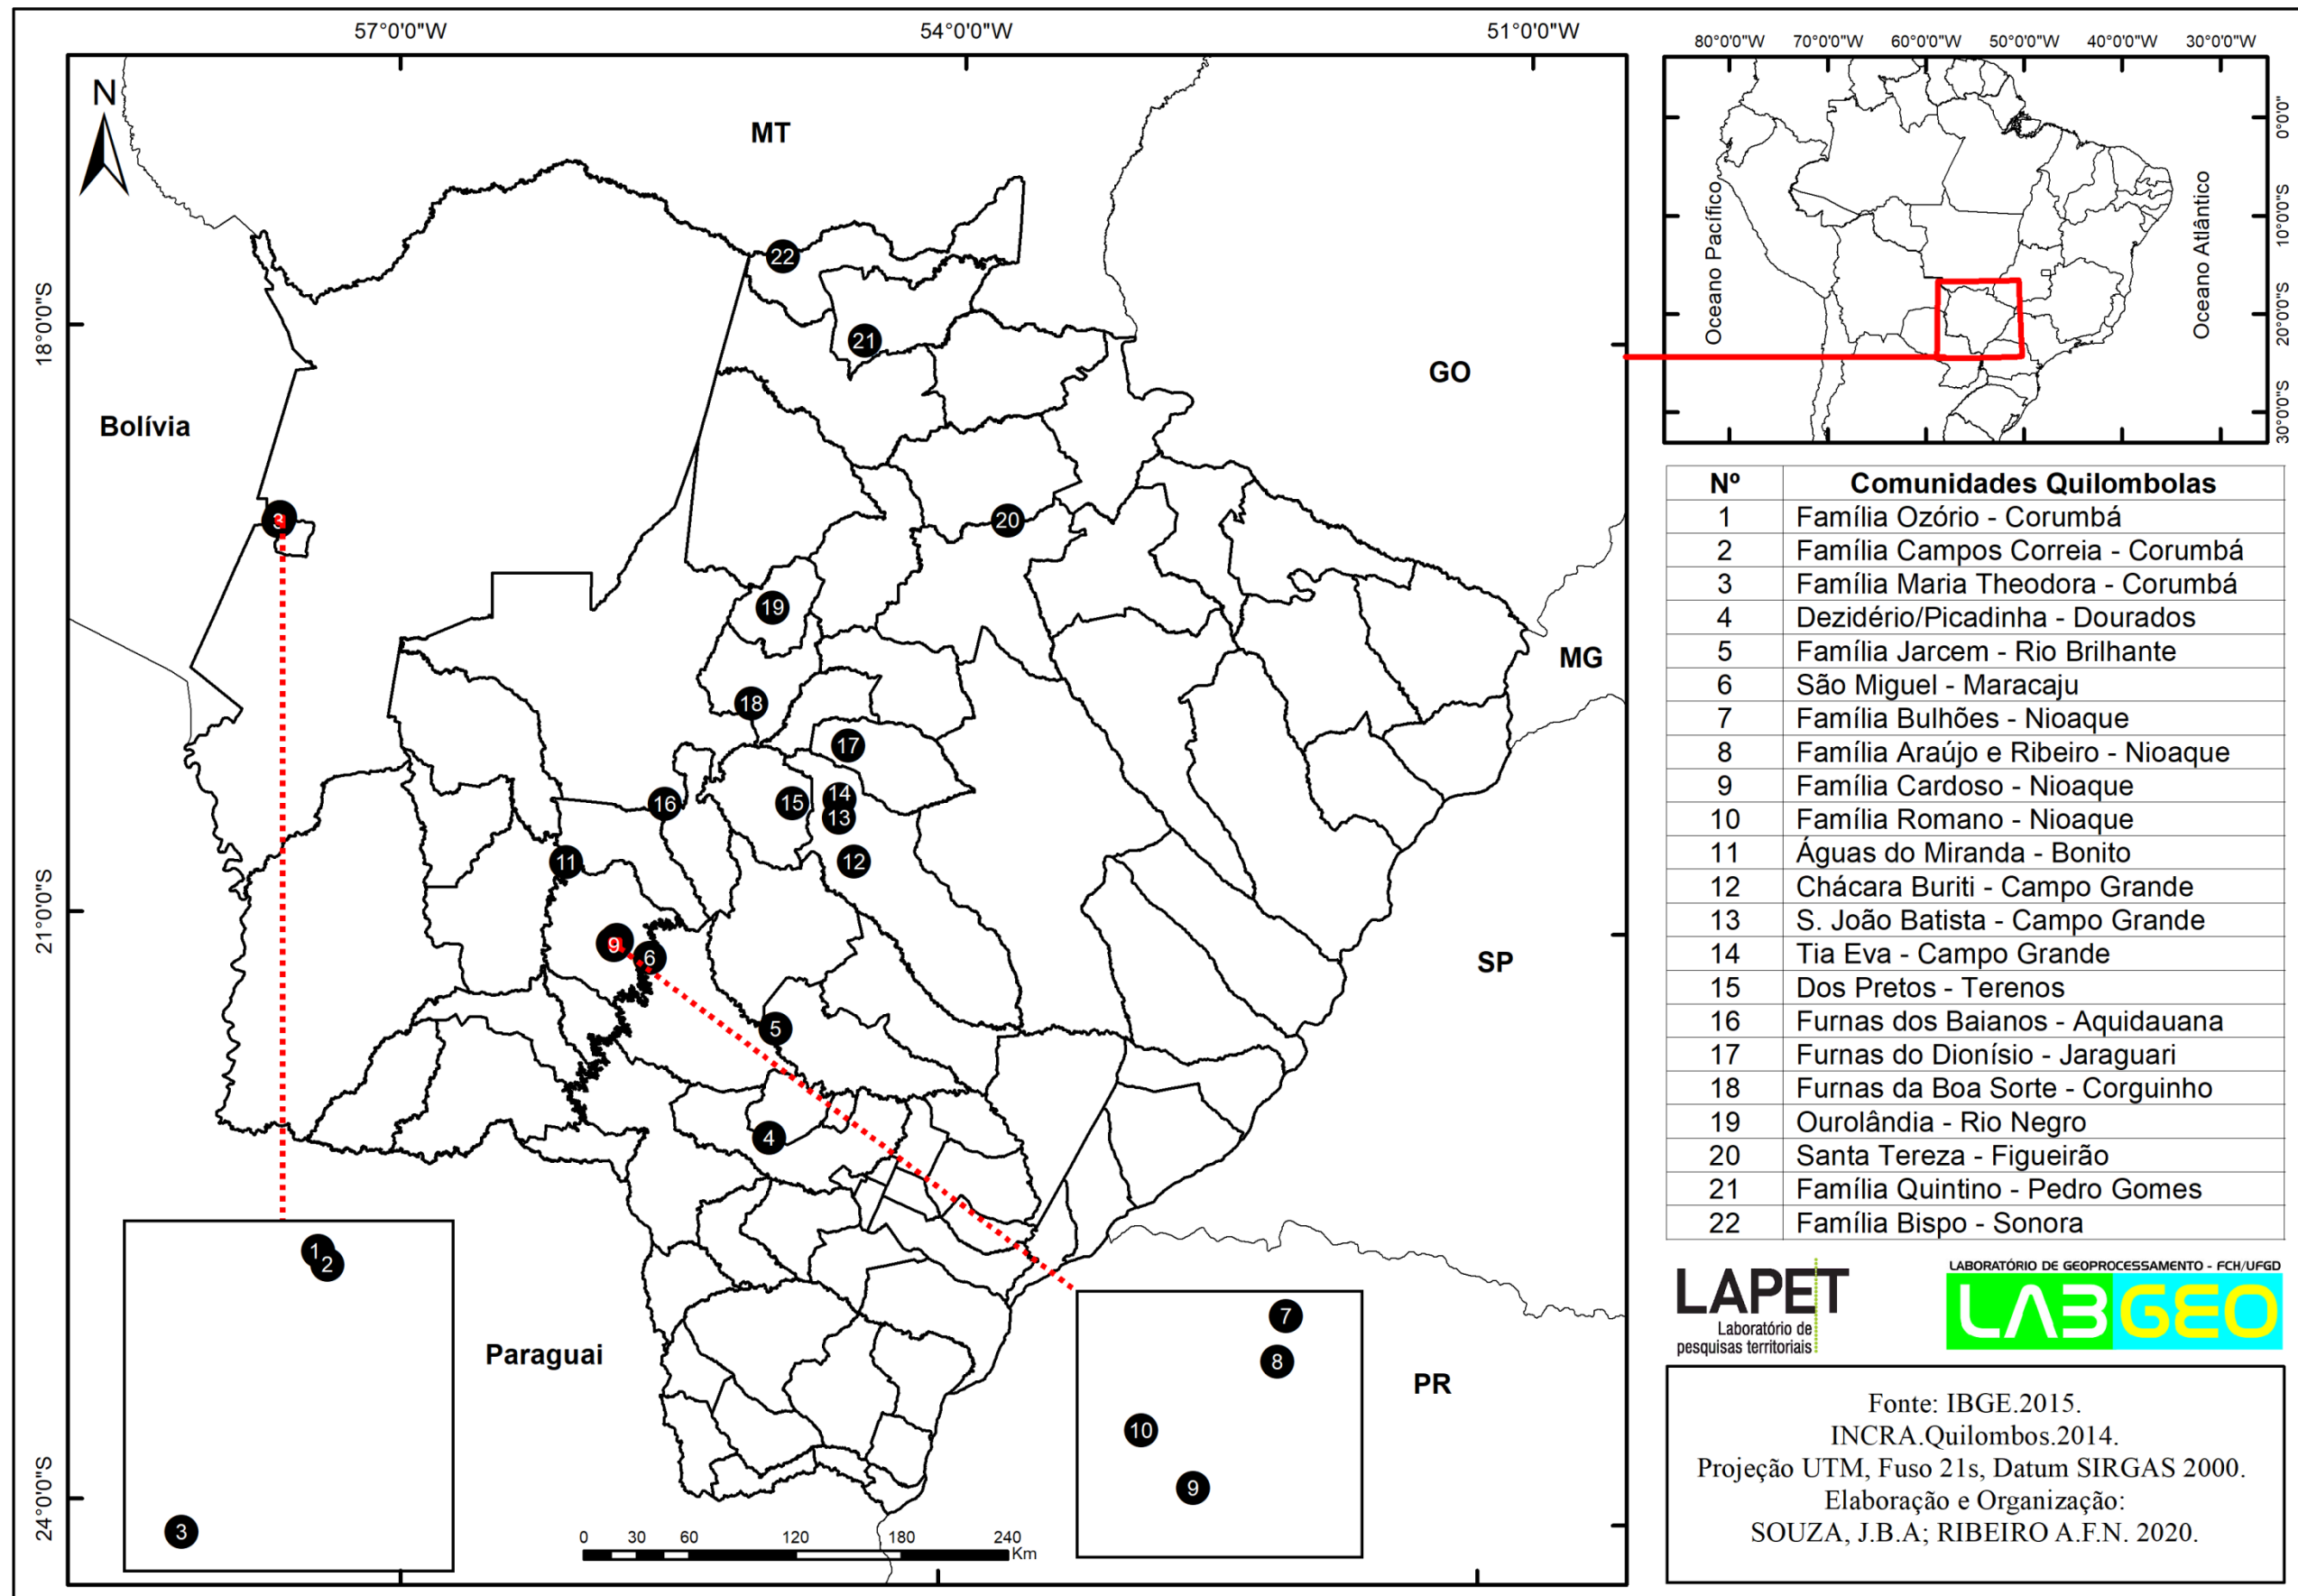 57°0'0"W
54°0'0"W
51°0'0"W
80°0'0"W
70°0'0"W
60°0'0"W
50°0'0"W
40°0'0"W
30°0'0"W
N
MT
GO
Bolívia
MG
SP
Paraguai
PR
18°0'0"S
21°0'0"S
24°0'0"S
22
21
3
20
19
18
17
16
15
14
13
12
11
9
6
5
4
1
2
3
7
8
10
9
0 30 60 120 180 240
Km
Oceano Pacífico
Oceano Atlântico
0°0'0"
10°0'0"S
20°0'0"S
30°0'0"S
30°0'0"S
Nº Comunidades Quilombolas
1 Família Ozório - Corumbá
2 Família Campos Correia - Corumbá
3 Família Maria Theodora - Corumbá
4 Dezidério/Picadinha - Dourados
5 Família Jarcem - Rio Brilhante
6 São Miguel - Maracaju
7 Família Bulhões - Nioaque
8 Família Araújo e Ribeiro - Nioaque
9 Família Cardoso - Nioaque
10 Família Romano - Nioaque
11 Águas do Miranda - Bonito
12 Chácara Buriti - Campo Grande
13 S. João Batista - Campo Grande
14 Tia Eva - Campo Grande
15 Dos Pretos - Terenos
16 Furnas dos Baianos - Aquidauana
17 Furnas do Dionísio - Jaraguari
18 Furnas da Boa Sorte - Corguinho
19 Ourolândia - Rio Negro
20 Santa Tereza - Figueirão
21 Família Quintino - Pedro Gomes
22 Família Bispo - Sonora
LAPET
Laboratório de
pesquisas territoriais
LABORATÓRIO DE GEOPROCESSAMENTO - FCH/UFGD
LABGEO
Fonte: IBGE.2015.
INCRA.Quilombos.2014.
Projeção UTM, Fuso 21s, Datum SIRGAS 2000.
Elaboração e Organização:
SOUZA, J.B.A; RIBEIRO A.F.N. 2020.